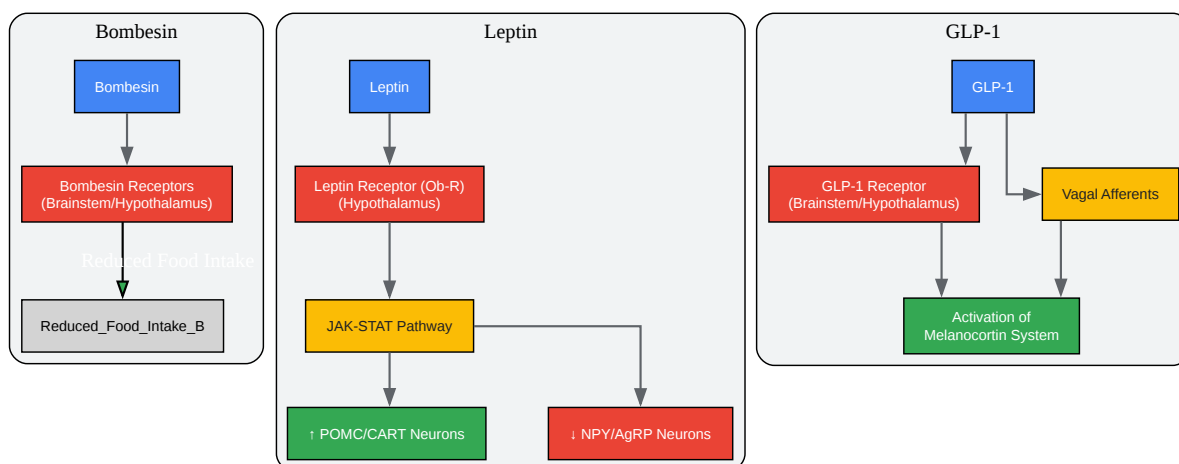 Bombesin
Bombesin
Bombesin Receptors
(Brainstem/Hypothalamus)
Reduced Food Intake
Reduced_Food_Intake_B
Leptin
Leptin
Leptin Receptor (Ob-R)
(Hypothalamus)
JAK-STAT Pathway
↑ POMC/CART Neurons
↓ NPY/AgRP Neurons
GLP-1
GLP-1
GLP-1 Receptor
(Brainstem/Hypothalamus)
Vagal Afferents
Activation of
Melanocortin System